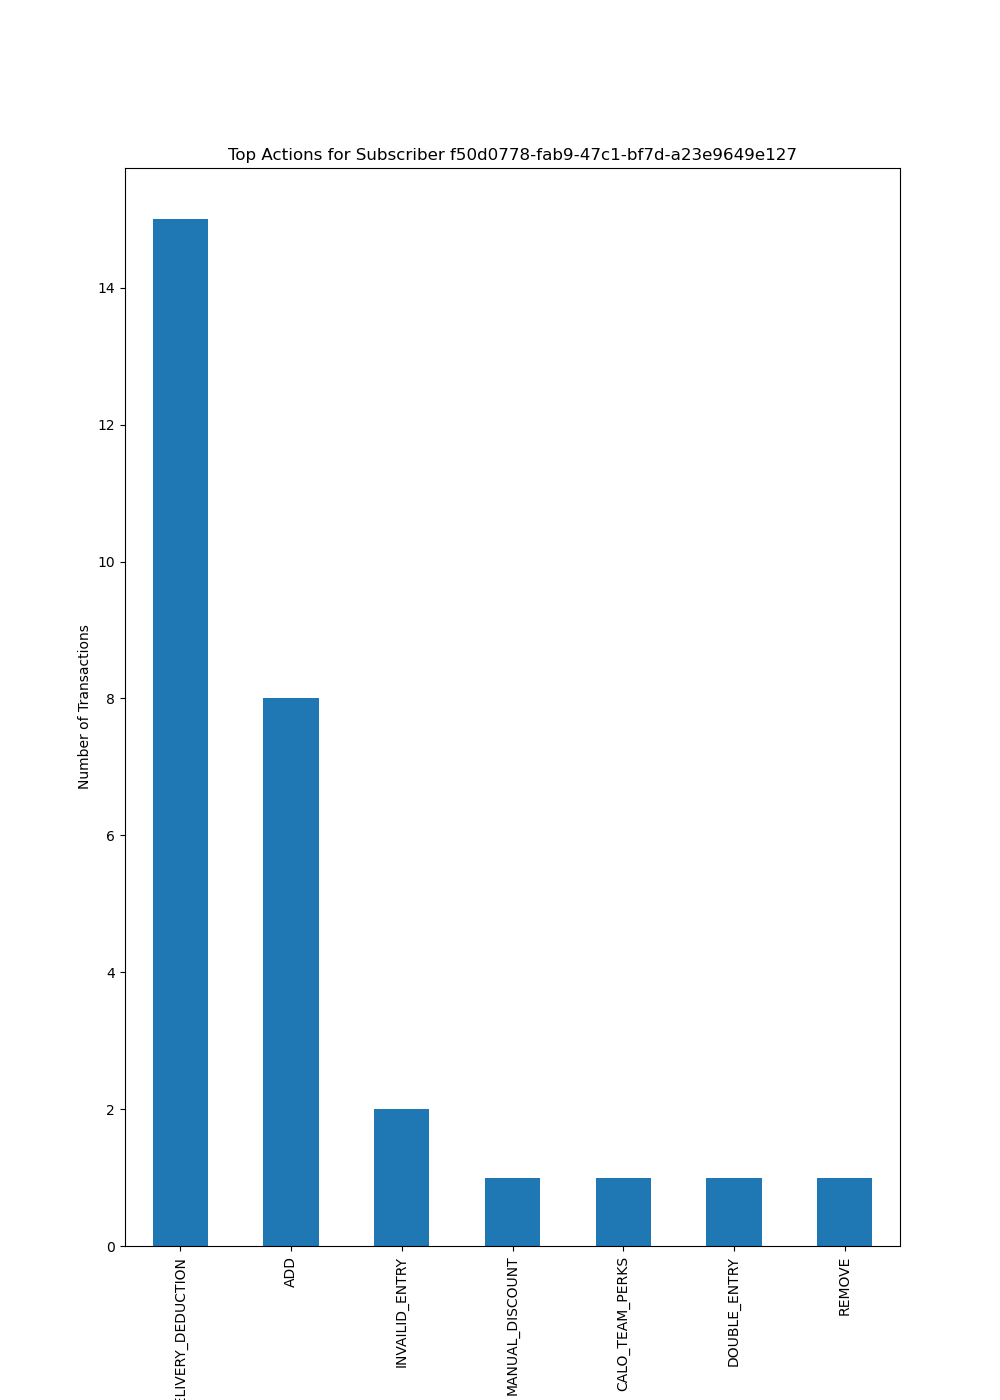 Top Actions for Subscriber f50d0778-fab9-47c1-bf7d-a23e9649e127
Number of Transactions
14
12
10
8
6
4
2
0
ELIVERY_DEDUCTION
ADD
INVAILID_ENTRY
MANUAL_DISCOUNT
CALO_TEAM_PERKS
DOUBLE_ENTRY
REMOVE